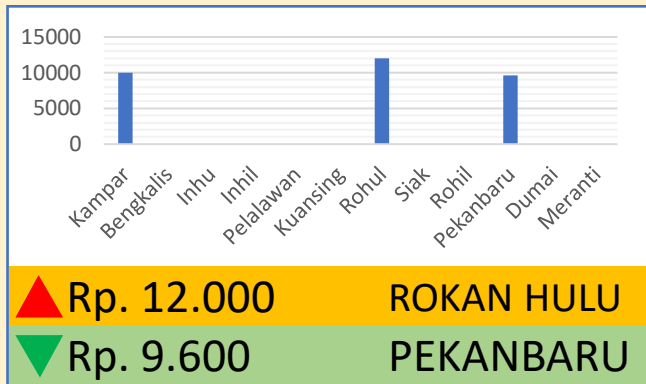 15000
10000
5000
0
Kampar
Bengkalis
Inhu
Inhil
Pelalawan
Kuansing
Rohul
Siak
Rohil
Pekanbaru
Dumai
Meranti
Rp. 12.000 ROKAN HULU
Rp. 9.600 PEKANBARU